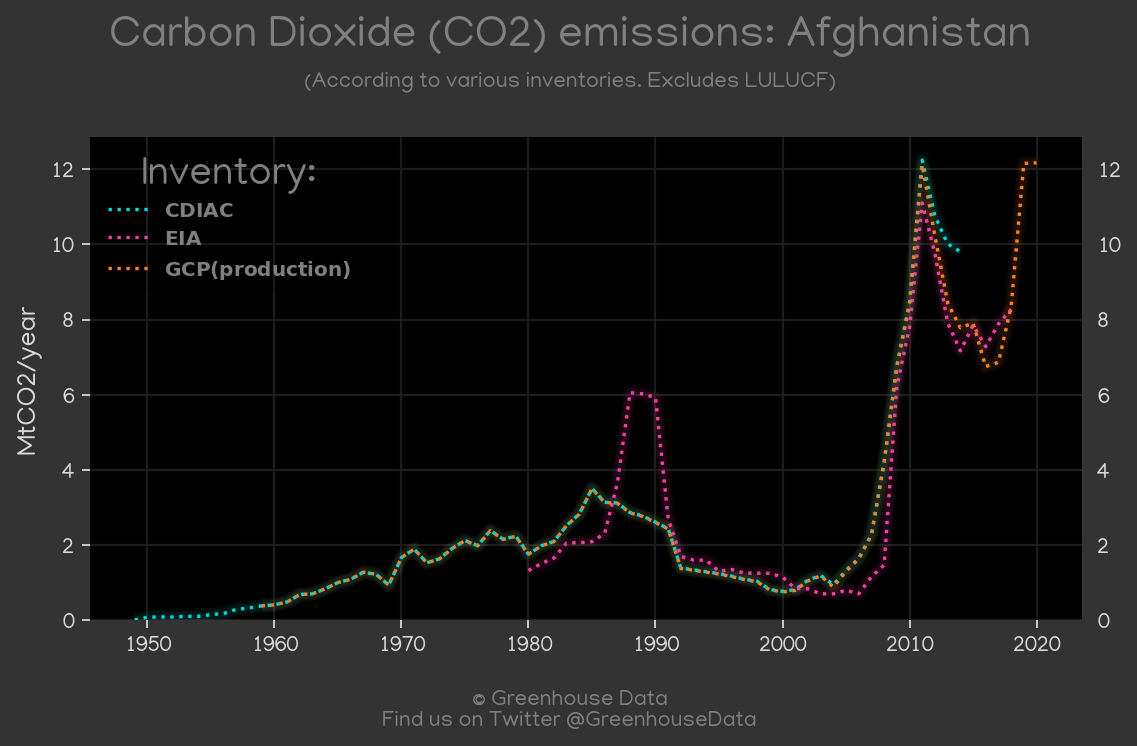 Carbon Dioxide (CO2) emissions: Afghanistan
(According to various inventories. Excludes LULUCF)
Inventory:
CDIAC
EIA
GCP(production)
MtCO2/year
12
10
8
6
4
2
0
12
10
8
6
4
2
0
1950 1960 1970 1980 1990 2000 2010 2020
© Greenhouse Data
Find us on Twitter @GreenhouseData